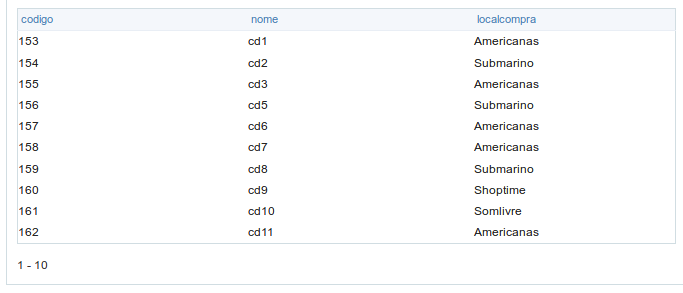 codigo nome localcompra
153 cd1 Americanas
154 cd2 Submarino
155 cd3 Americanas
156 cd5 Submarino
157 cd6 Americanas
158 cd7 Americanas
159 cd8 Submarino
160 cd9 Shoptime
161 cd10 Somlivre
162 cd11 Americanas
1 - 10